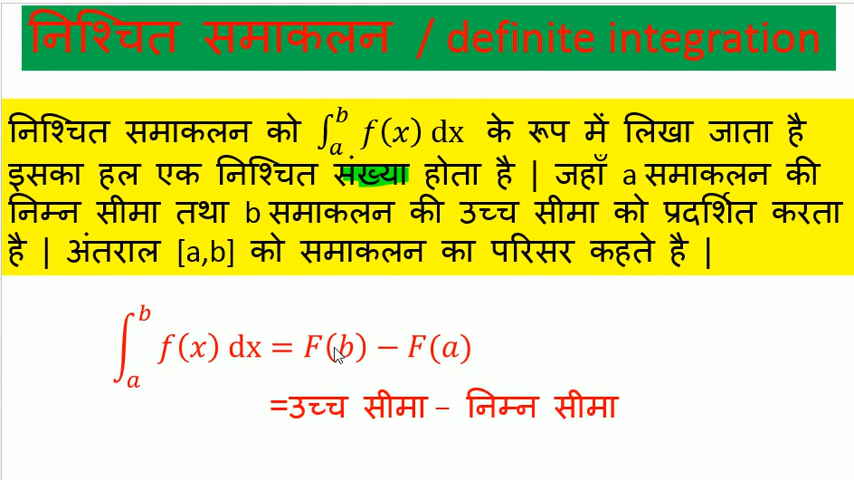 निश्चित समाकलन / definite integration
निश्चित समाकलन को ∫ₐᵇ f(x) dx के रूप में लिखा जाता है
इसका हल एक निश्चित संख्या होता है | जहाँ a समाकलन की
निम्न सीमा तथा b समाकलन की उच्च सीमा को प्रदर्शित करता
है | अंतराल [a,b] को समाकलन का परिसर कहते है |
∫ₐᵇ f(x) dx = F(b) − F(a)
=उच्च सीमा – निम्न सीमा